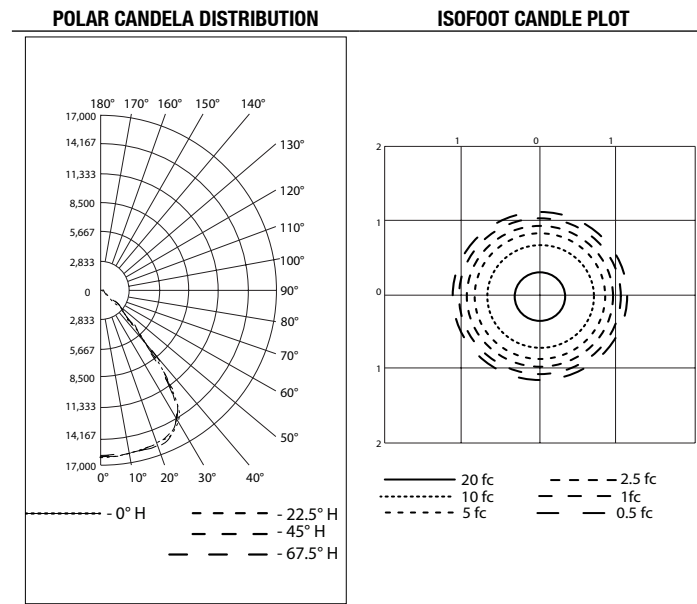 POLAR CANDELA DISTRIBUTION
ISOFOOT CANDLE PLOT
180° 170° 160° 150° 140°
17,000
14,167
11,333
8,500
5,667
2,833
0
2,833
5,667
8,500
11,333
14,167
17,000
130°
120°
110°
100°
90°
80°
70°
60°
50°
0° 10° 20° 30° 40°
- 0° H
- 22.5° H
- 45° H
- 67.5° H
1 0 1
2
1
0
1
2
20 fc
10 fc
5 fc
2.5 fc
1fc
0.5 fc